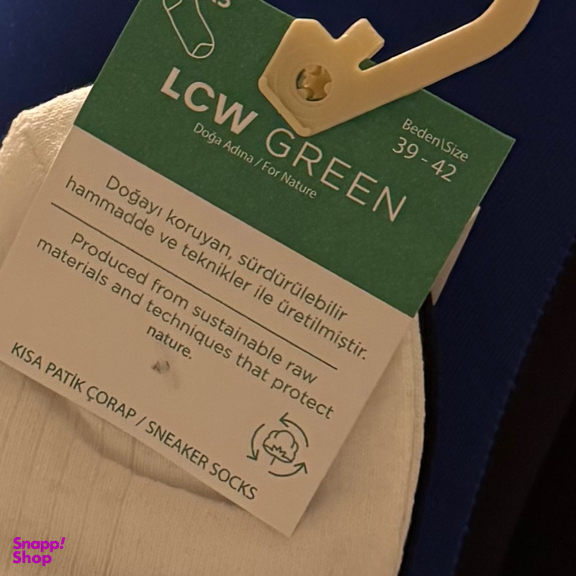 LCW GREEN
Doğa Adına / For Nature
Beden\Size
39 - 42
Doğayı koruyan, sürdürülebilir
hammadde ve teknikler ile üretilmiştir.
Produced from sustainable raw
materials and techniques that protect
nature.
KISA PATİK ÇORAP / SNEAKER SOCKS
Snapp!
Shop